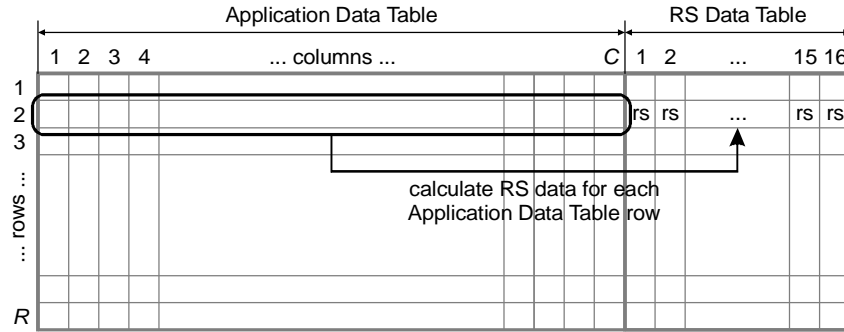 Application Data Table RS Data Table
1 2 3 4 ... columns ... C 1 2 ... 15 16
1
2 rs rs ... rs rs
3
calculate RS data for each
Application Data Table row
... rows ...
R